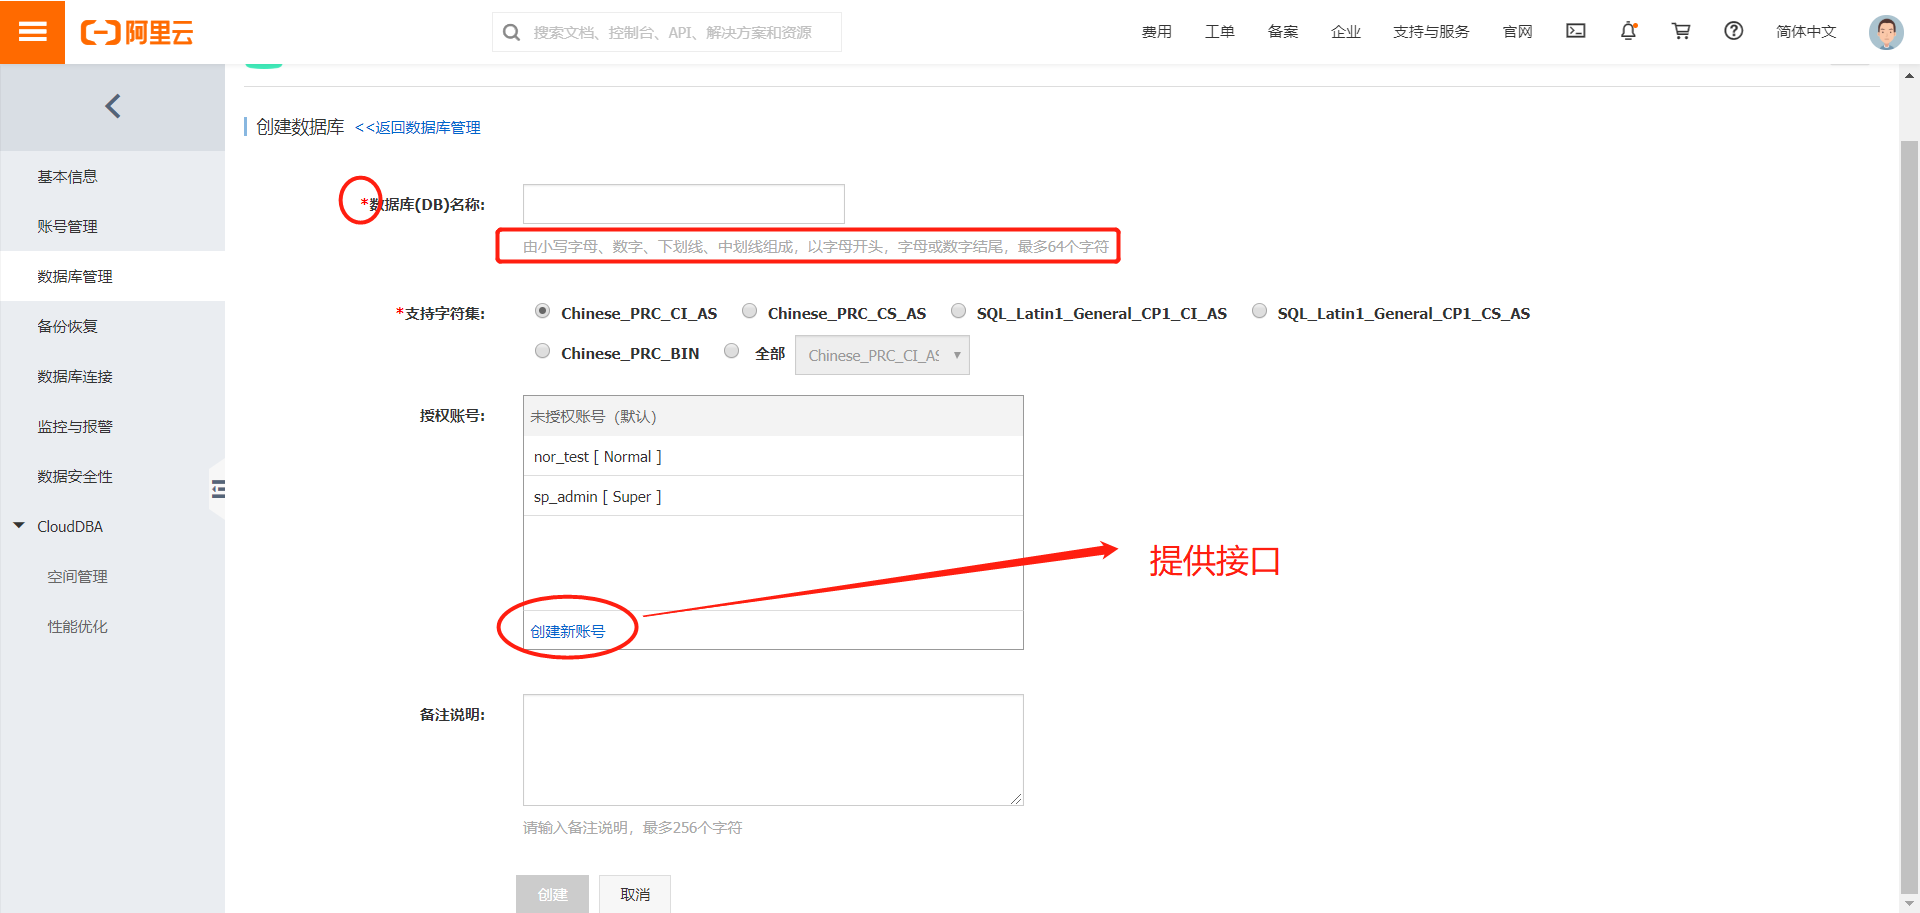 阿里云
搜索文档、控制台、API、解决方案和资源
费用
工单
备案
企业
支持与服务
官网
简体中文
基本信息
账号管理
数据库管理
备份恢复
数据库连接
监控与报警
数据安全性
CloudDBA
空间管理
性能优化
创建数据库 <<返回数据库管理
*数据库(DB)名称:
由小写字母、数字、下划线、中划线组成，以字母开头，字母或数字结尾，最多64个字符
*支持字符集: Chinese_PRC_CI_AS Chinese_PRC_CS_AS SQL_Latin1_General_CP1_CI_AS SQL_Latin1_General_CP1_CS_AS
Chinese_PRC_BIN 全部 Chinese_PRC_CI_AS
授权账号: 未授权账号（默认）
nor_test [ Normal ]
sp_admin [ Super ]
提供接口
创建新账号
备注说明:
请输入备注说明，最多256个字符
创建 取消